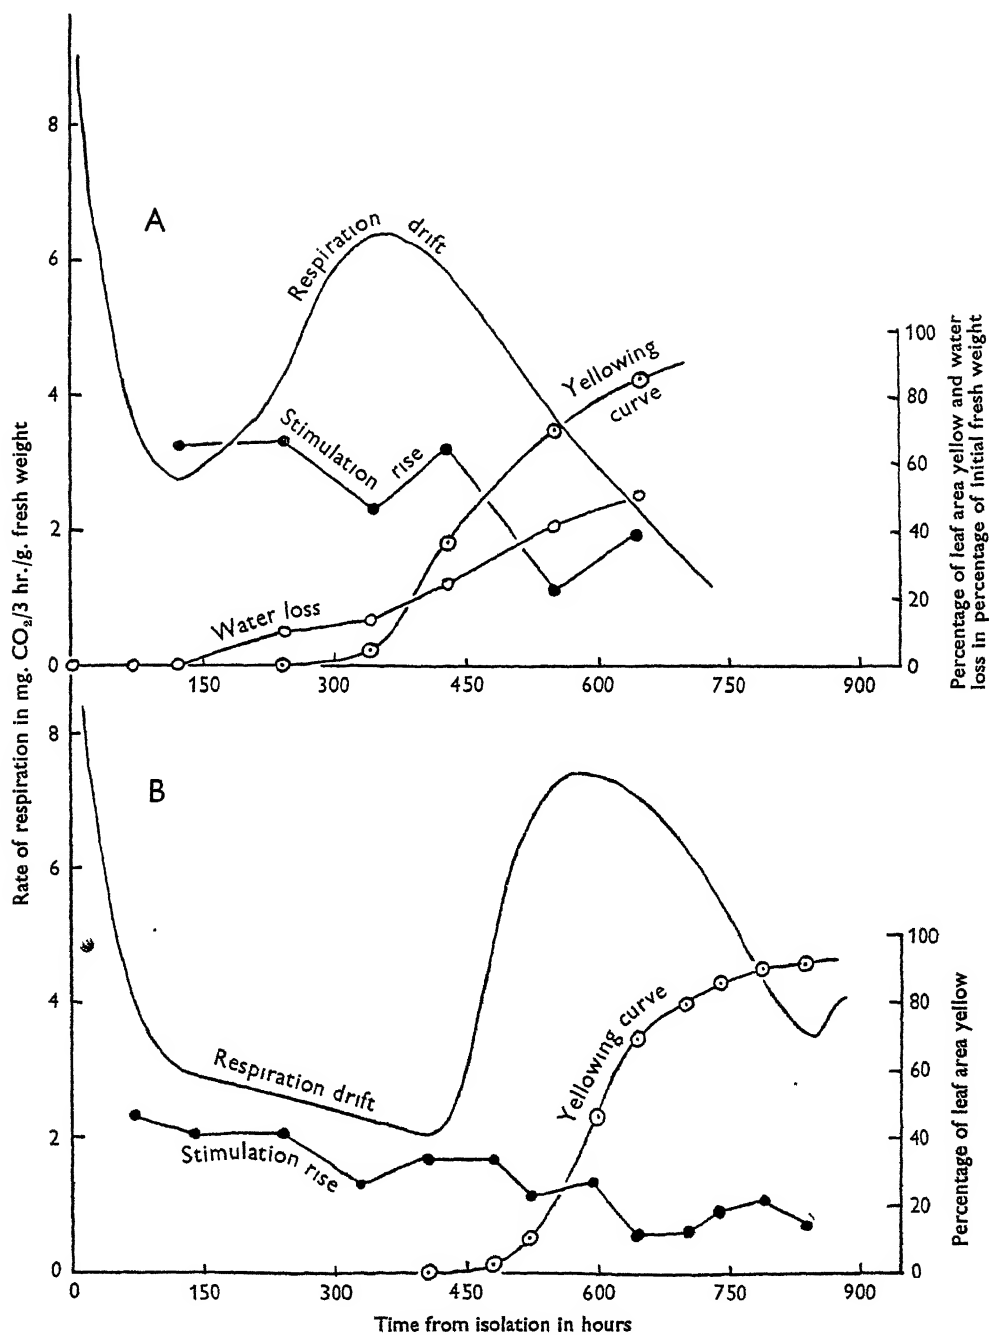 8
A
Respiration drift
6
100
Yellowing
curve
80
4
Stimulation rise
60
2
40
Water loss
20
0
0
150
300
450
600
750
900
Percentage of leaf area yellow and water
loss in percentage of initial fresh weight
Rate of respiration in mg. CO₂/3 hr./g. fresh weight
8
B
6
100
4
80
Yellowing curve
Respiration drift
60
2
40
Stimulation rise
20
0
0
0
150
300
450
600
750
900
Percentage of leaf area yellow
Time from isolation in hours